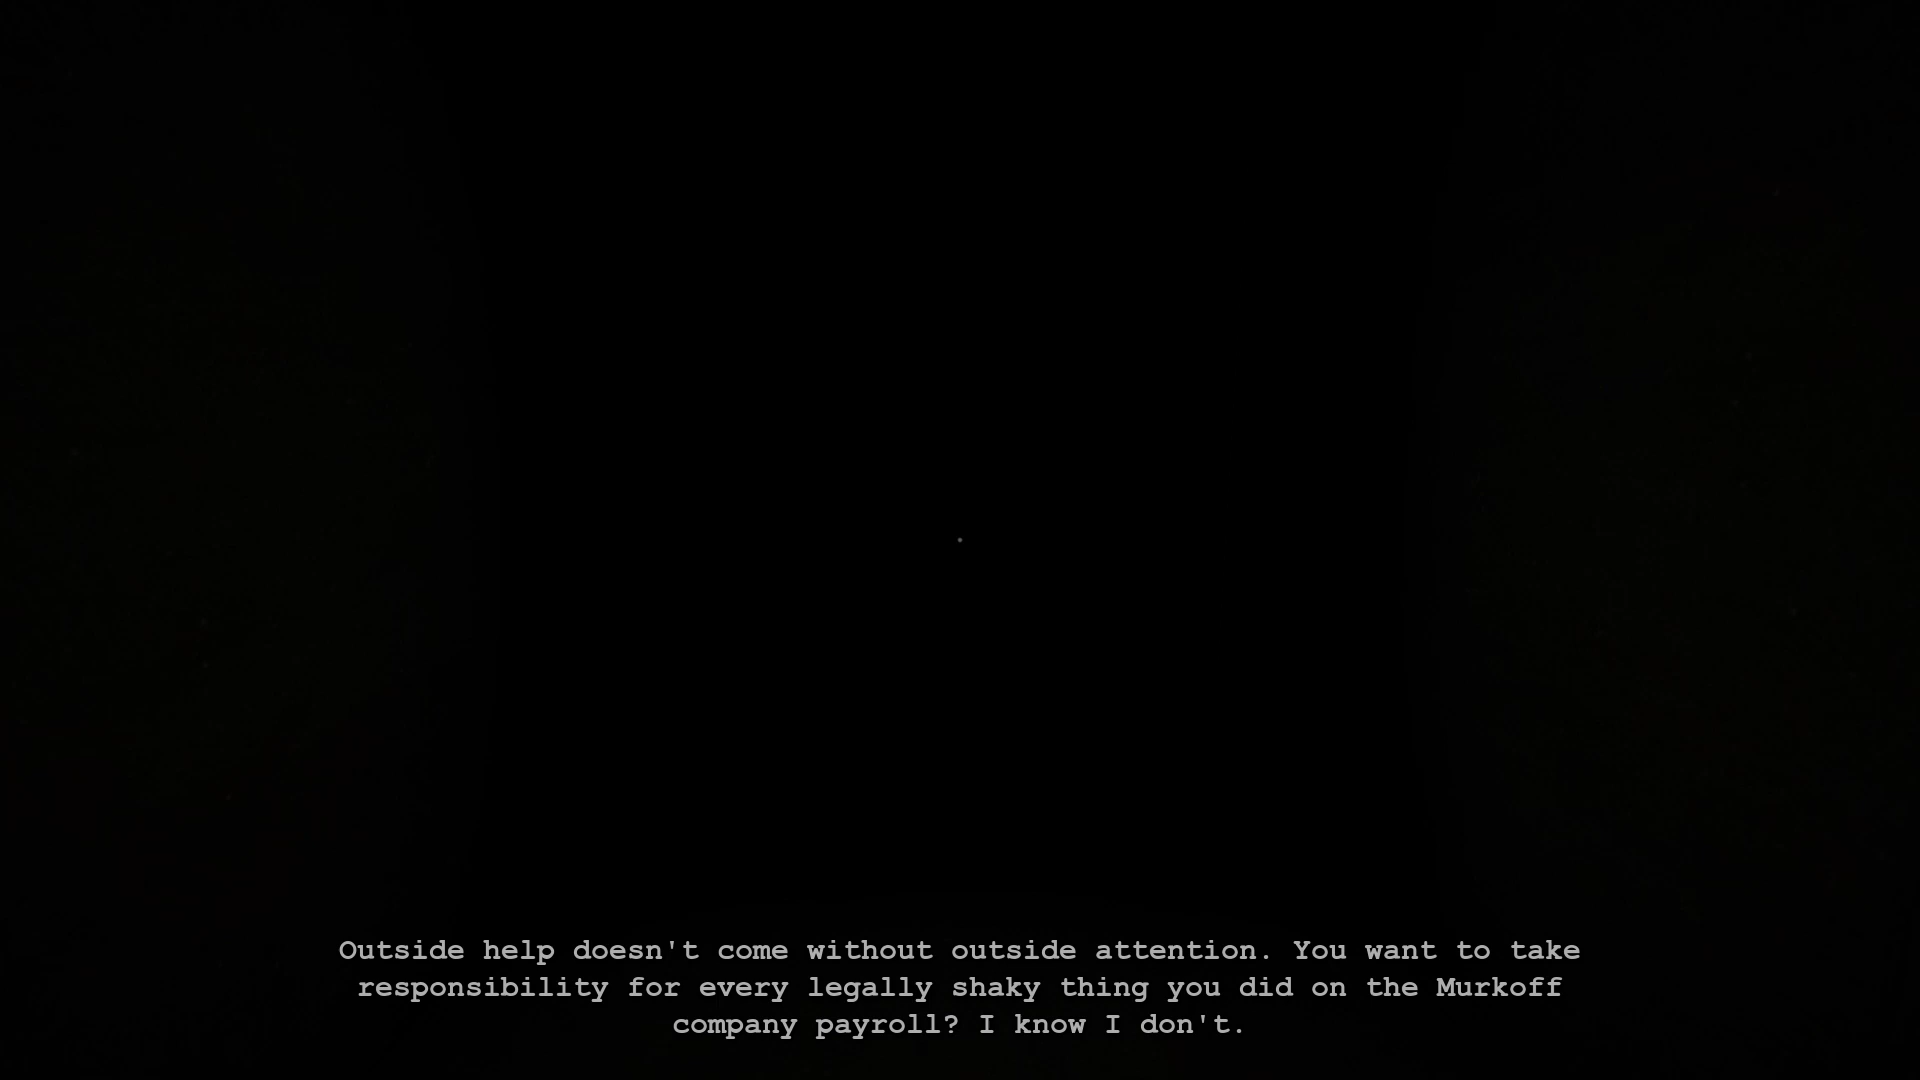 Outside help doesn't come without outside attention. You want to take
responsibility for every legally shaky thing you did on the Murkoff
company payroll? I know I don't.